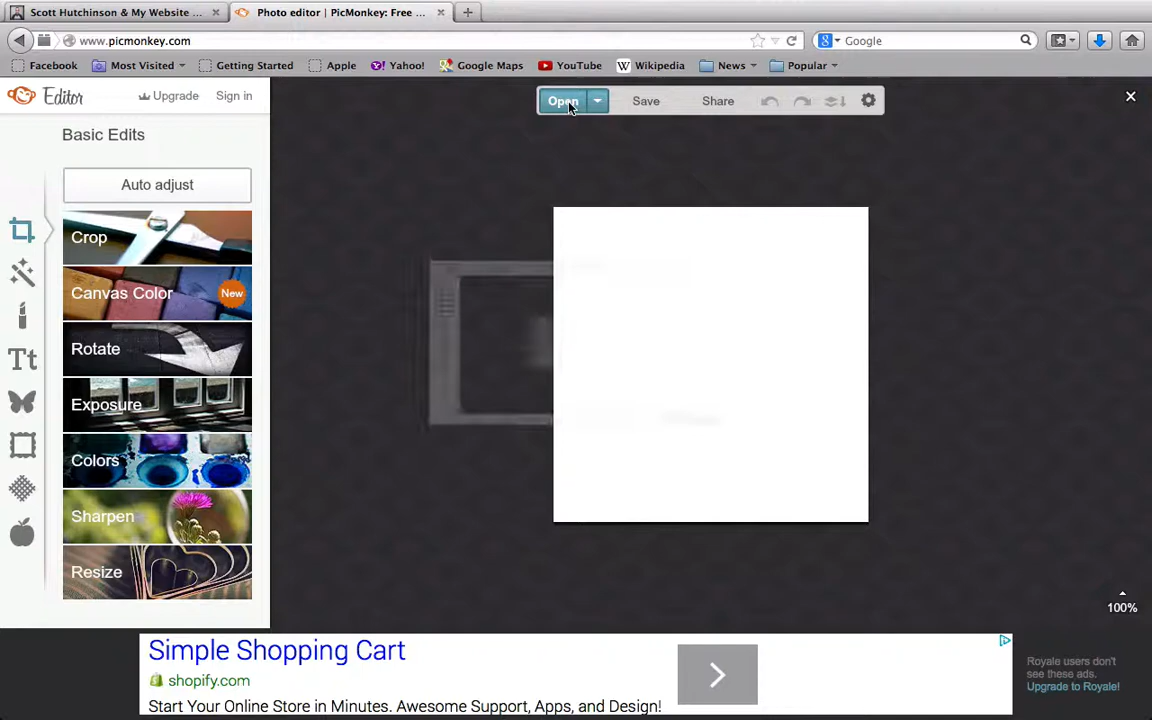 Scott Hutchinson & My Website ...
Photo editor | PicMonkey: Free ...
www.picmonkey.com
Google
Facebook
Most Visited
Getting Started
Apple
Yahoo!
Google Maps
YouTube
Wikipedia
News
Popular
Editor
Upgrade
Sign in
Open
Save
Share
Basic Edits
Auto adjust
Crop
Canvas Color
New
Rotate
Exposure
Colors
Sharpen
Resize
Tt
100%
Simple Shopping Cart
shopify.com
Start Your Online Store in Minutes. Awesome Support, Apps, and Design!
Royale users don't
see these ads.
Upgrade to Royale!